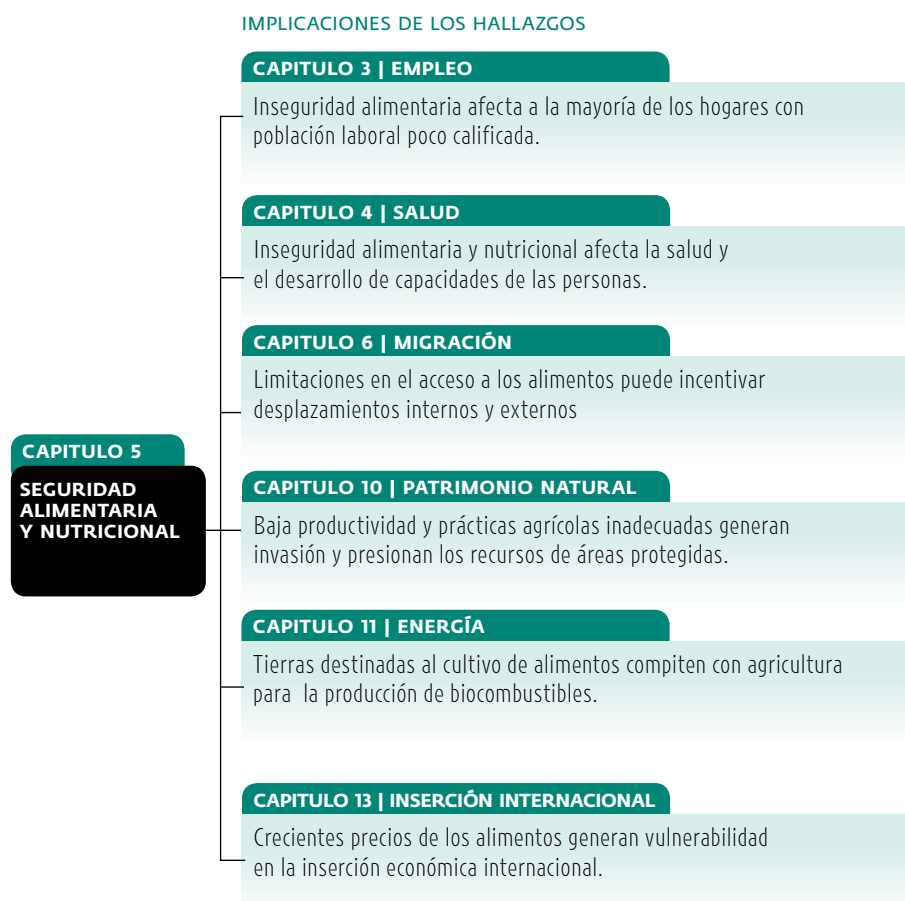 IMPLICACIONES DE LOS HALLAZGOS
CAPITULO 3 | EMPLEO
Inseguridad alimentaria afecta a la mayoría de los hogares con
población laboral poco calificada.
CAPITULO 4 | SALUD
Inseguridad alimentaria y nutricional afecta la salud y
el desarrollo de capacidades de las personas.
CAPITULO 6 | MIGRACIÓN
Limitaciones en el acceso a los alimentos puede incentivar
desplazamientos internos y externos
CAPITULO 5
SEGURIDAD
ALIMENTARIA
Y NUTRICIONAL
CAPITULO 10 | PATRIMONIO NATURAL
Baja productividad y prácticas agrícolas inadecuadas generan
invasión y presionan los recursos de áreas protegidas.
CAPITULO 11 | ENERGÍA
Tierras destinadas al cultivo de alimentos compiten con agricultura
para la producción de biocombustibles.
CAPITULO 13 | INSERCIÓN INTERNACIONAL
Crecientes precios de los alimentos generan vulnerabilidad
en la inserción económica internacional.